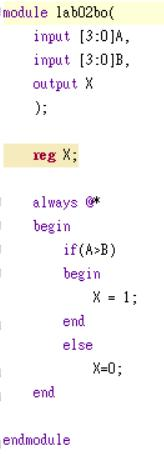 module lab02bo(
input [3:0]A,
input [3:0]B,
output X
);
reg X;
always @*
begin
if(A>B)
begin
X = 1;
end
else
X=0;
end
endmodule